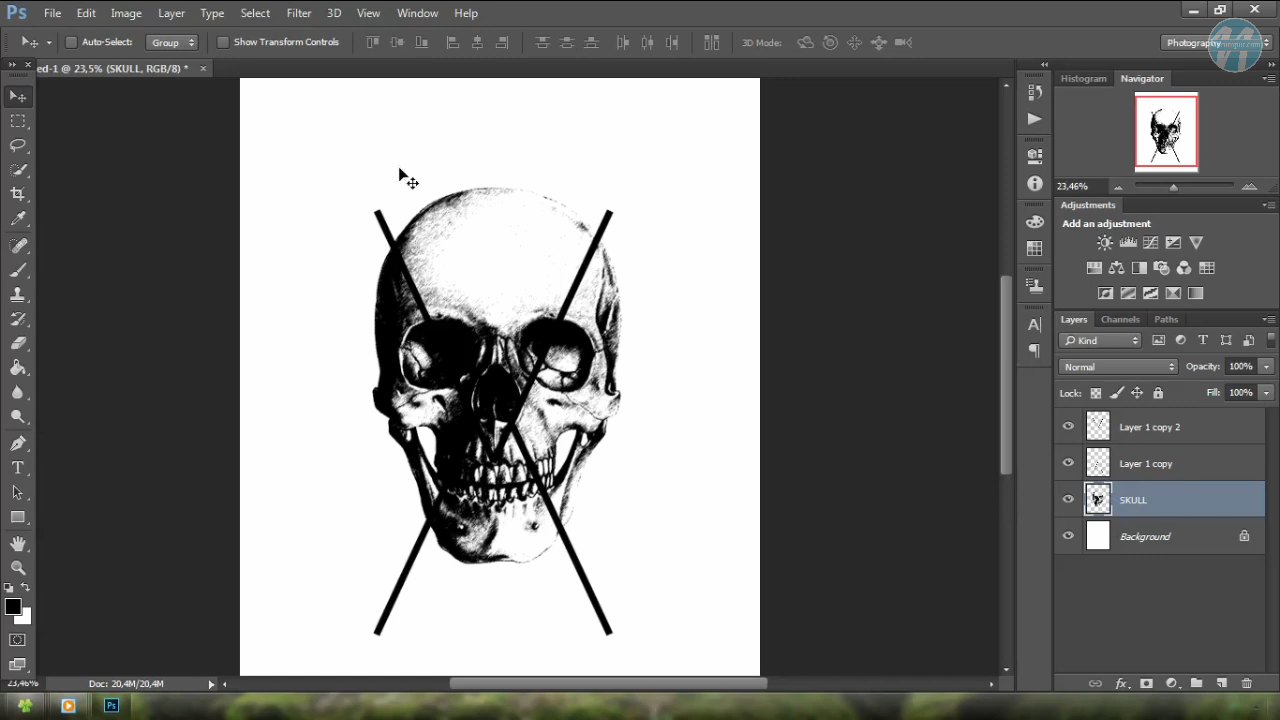 Ps File Edit Image Layer Type Select Filter 3D View Window Help
Auto-Select: Group Show Transform Controls 3D Mode: Photography
ed-1 @ 23,5% (SKULL, RGB/8) * ×
Histogram Navigator
23,46%
Adjustments
Add an adjustment
Layers Channels Paths
Kind
Normal Opacity: 100%
Lock: Fill: 100%
Layer 1 copy 2
Layer 1 copy
SKULL
Background
23,46% Doc: 20,4M/20,4M
Ps